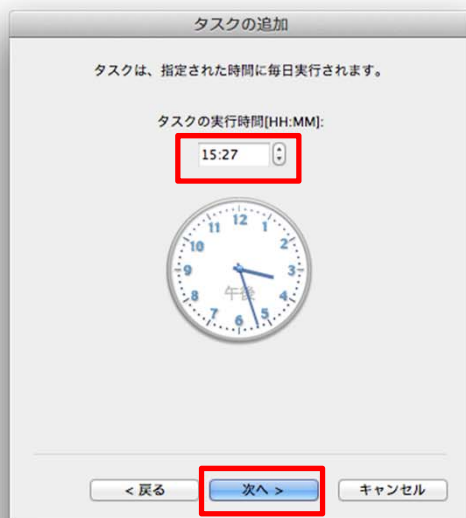 タスクの追加
タスクは、指定された時間に毎日実行されます。
タスクの実行時間[HH:MM]:
15:27
12
11 1
10 2
9 3
午後
8 4
7 5
6
< 戻る 次へ > キャンセル